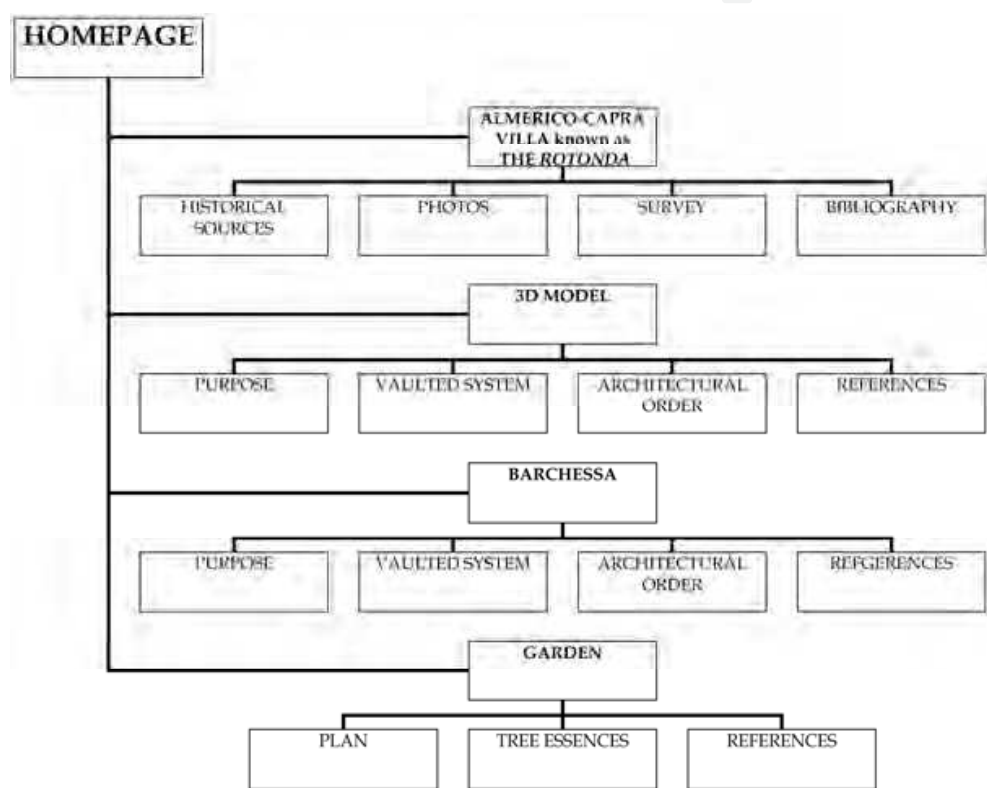 HOMEPAGE
ALMERICO-CAPRA
VILLA known as
THE ROTONDA
HISTORICAL
SOURCES
PHOTOS
SURVEY
BIBLIOGRAPHY
3D MODEL
PURPOSE
VAULTED SYSTEM
ARCHITECTURAL
ORDER
REFERENCES
BARCHESSA
PURPOSE
VAULTED SYSTEM
ARCHITECTURAL
ORDER
REFGERENCES
GARDEN
PLAN
TREE ESSENCES
REFERENCES